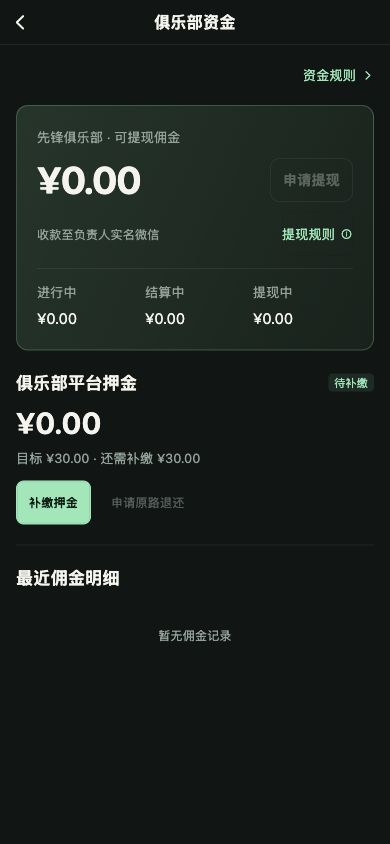 俱乐部资金
资金规则
先锋俱乐部 · 可提现佣金
¥0.00
申请提现
收款至负责人实名微信
提现规则
进行中 结算中 提现中
¥0.00 ¥0.00 ¥0.00
俱乐部平台押金
待补缴
¥0.00
目标 ¥30.00 · 还需补缴 ¥30.00
补缴押金 申请原路退还
最近佣金明细
暂无佣金记录